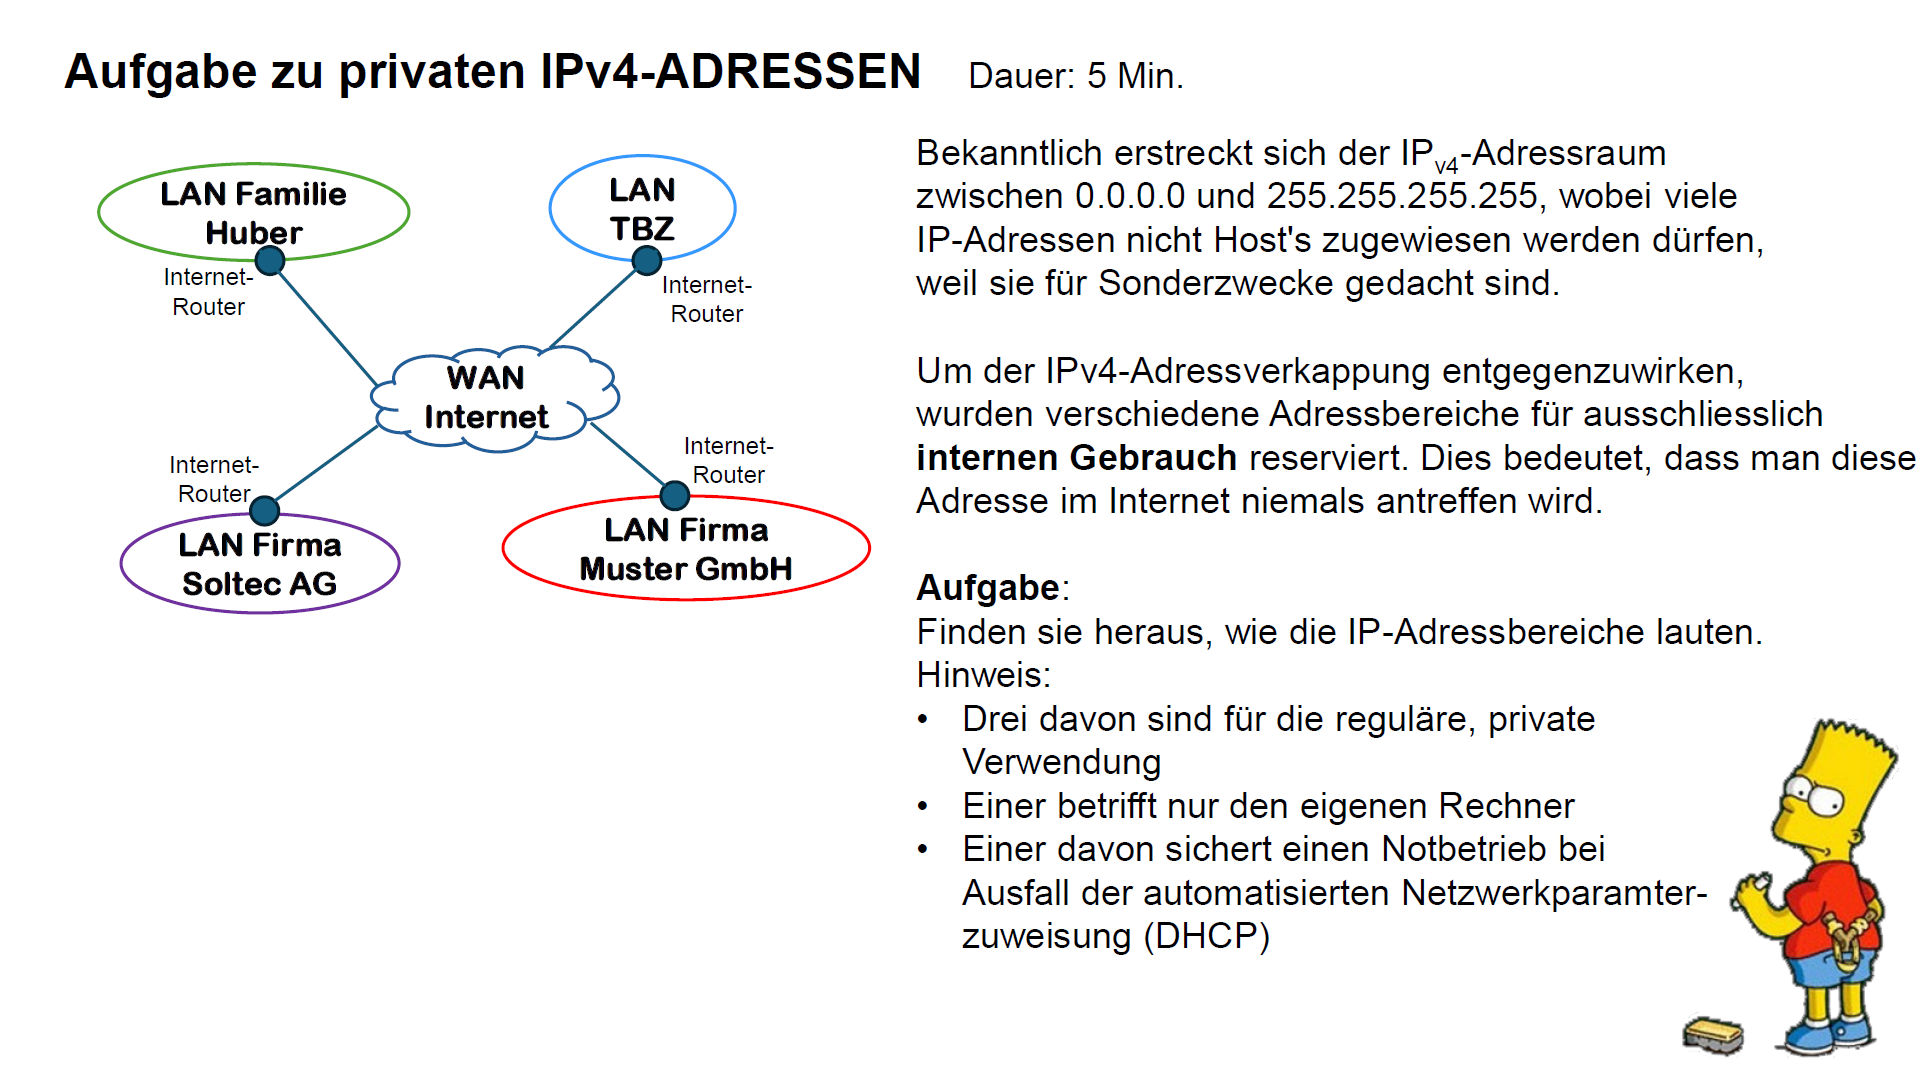 Aufgabe zu privaten IPv4-ADRESSEN Dauer: 5 Min.
LAN Familie
Huber
Internet-
Router
LAN
TBZ
Internet-
Router
WAN
Internet
Internet-
Router
LAN Firma
Soltec AG
Internet-
Router
LAN Firma
Muster GmbH
Bekanntlich erstreckt sich der IPv4-Adressraum
zwischen 0.0.0.0 und 255.255.255.255, wobei viele
IP-Adressen nicht Host's zugewiesen werden dürfen,
weil sie für Sonderzwecke gedacht sind.
Um der IPv4-Adressverkappung entgegenzuwirken,
wurden verschiedene Adressbereiche für ausschliesslich
internen Gebrauch reserviert. Dies bedeutet, dass man diese
Adresse im Internet niemals antreffen wird.
Aufgabe:
Finden sie heraus, wie die IP-Adressbereiche lauten.
Hinweis:
• Drei davon sind für die reguläre, private
Verwendung
• Einer betrifft nur den eigenen Rechner
• Einer davon sichert einen Notbetrieb bei
Ausfall der automatisierten Netzwerkparamter-
zuweisung (DHCP)